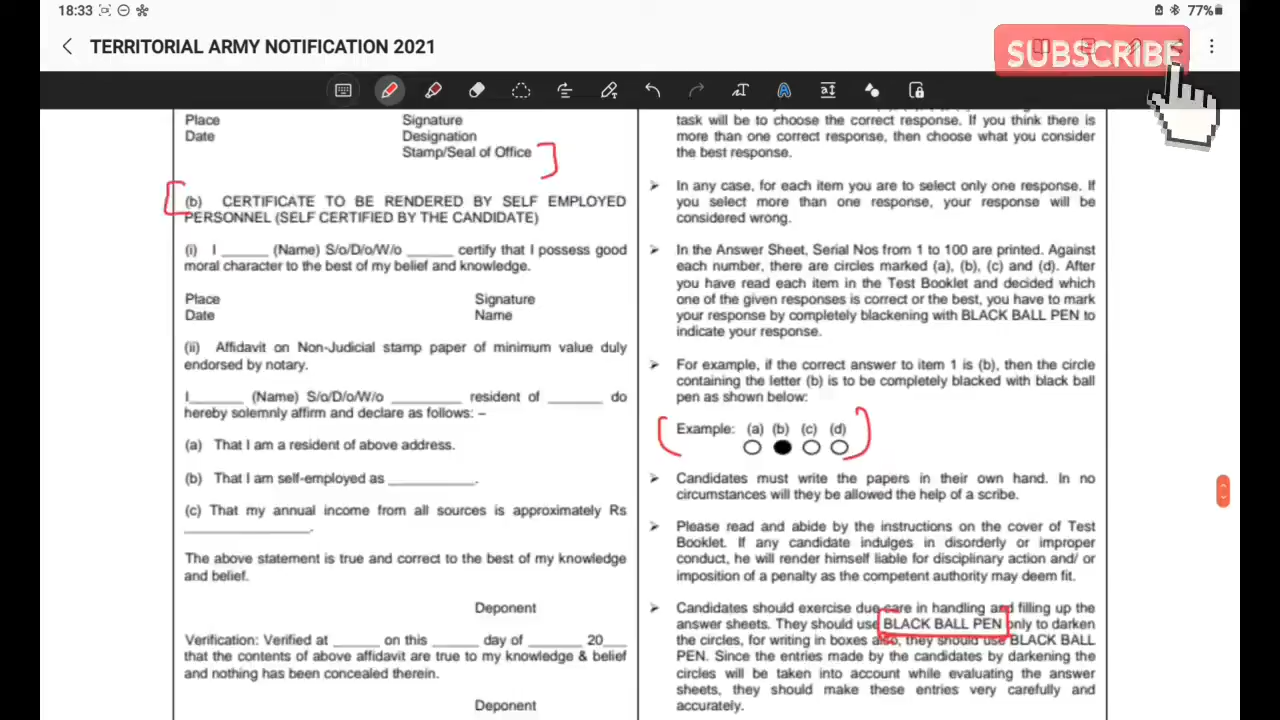 18:33
77%
TERRITORIAL ARMY NOTIFICATION 2021
SUBSCRIBE
Place Signature
Date Designation
Stamp/Seal of Office
(b) CERTIFICATE TO BE RENDERED BY SELF EMPLOYED
PERSONNEL (SELF CERTIFIED BY THE CANDIDATE)
(i) I ______ (Name) S/o/D/o/W/o ______ certify that I possess good
moral character to the best of my belief and knowledge.
Place Signature
Date Name
(ii) Affidavit on Non-Judicial stamp paper of minimum value duly
endorsed by notary.
I_______ (Name) S/o/D/o/W/o _________ resident of _______ do
hereby solemnly affirm and declare as follows: –
(a) That I am a resident of above address.
(b) That I am self-employed as ___________.
(c) That my annual income from all sources is approximately Rs
________________.
The above statement is true and correct to the best of my knowledge
and belief.
Deponent
Verification: Verified at ______ on this ______ day of _______ 20___
that the contents of above affidavit are true to my knowledge & belief
and nothing has been concealed therein.
Deponent
task will be to choose the correct response. If you think there is
more than one correct response, then choose what you consider
the best response.
➢ In any case, for each item you are to select only one response. If
you select more than one response, your response will be
considered wrong.
➢ In the Answer Sheet, Serial Nos from 1 to 100 are printed. Against
each number, there are circles marked (a), (b), (c) and (d). After
you have read each item in the Test Booklet and decided which
one of the given responses is correct or the best, you have to mark
your response by completely blackening with BLACK BALL PEN to
indicate your response.
➢ For example, if the correct answer to item 1 is (b), then the circle
containing the letter (b) is to be completely blacked with black ball
pen as shown below:
Example: (a) (b) (c) (d)
➢ Candidates must write the papers in their own hand. In no
circumstances will they be allowed the help of a scribe.
➢ Please read and abide by the instructions on the cover of Test
Booklet. If any candidate indulges in disorderly or improper
conduct, he will render himself liable for disciplinary action and/ or
imposition of a penalty as the competent authority may deem fit.
➢ Candidates should exercise due care in handling and filling up the
answer sheets. They should use BLACK BALL PEN only to darken
the circles, for writing in boxes also, they should use BLACK BALL
PEN. Since the entries made by the candidates by darkening the
circles will be taken into account while evaluating the answer
sheets, they should make these entries very carefully and
accurately.